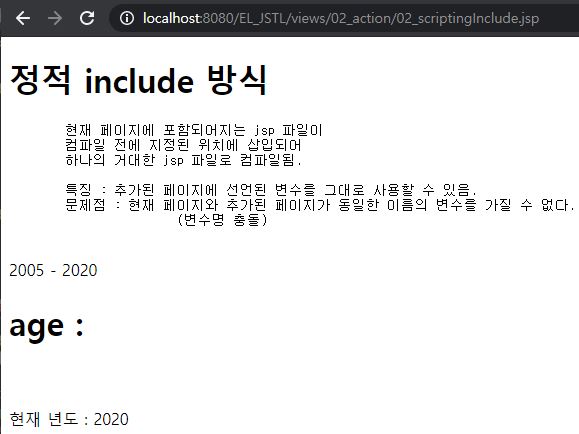 localhost:8080/EL_JSTL/views/02_action/02_scriptingInclude.jsp
정적 include 방식
현재 페이지에 포함되어지는 jsp 파일이
컴파일 전에 지정된 위치에 삽입되어
하나의 거대한 jsp 파일로 컴파일됨.
특징 : 추가된 페이지에 선언된 변수를 그대로 사용할 수 있음.
문제점 : 현재 페이지와 추가된 페이지가 동일한 이름의 변수를 가질 수 없다.
(변수명 충돌)
2005 - 2020
age :
현재 년도 : 2020